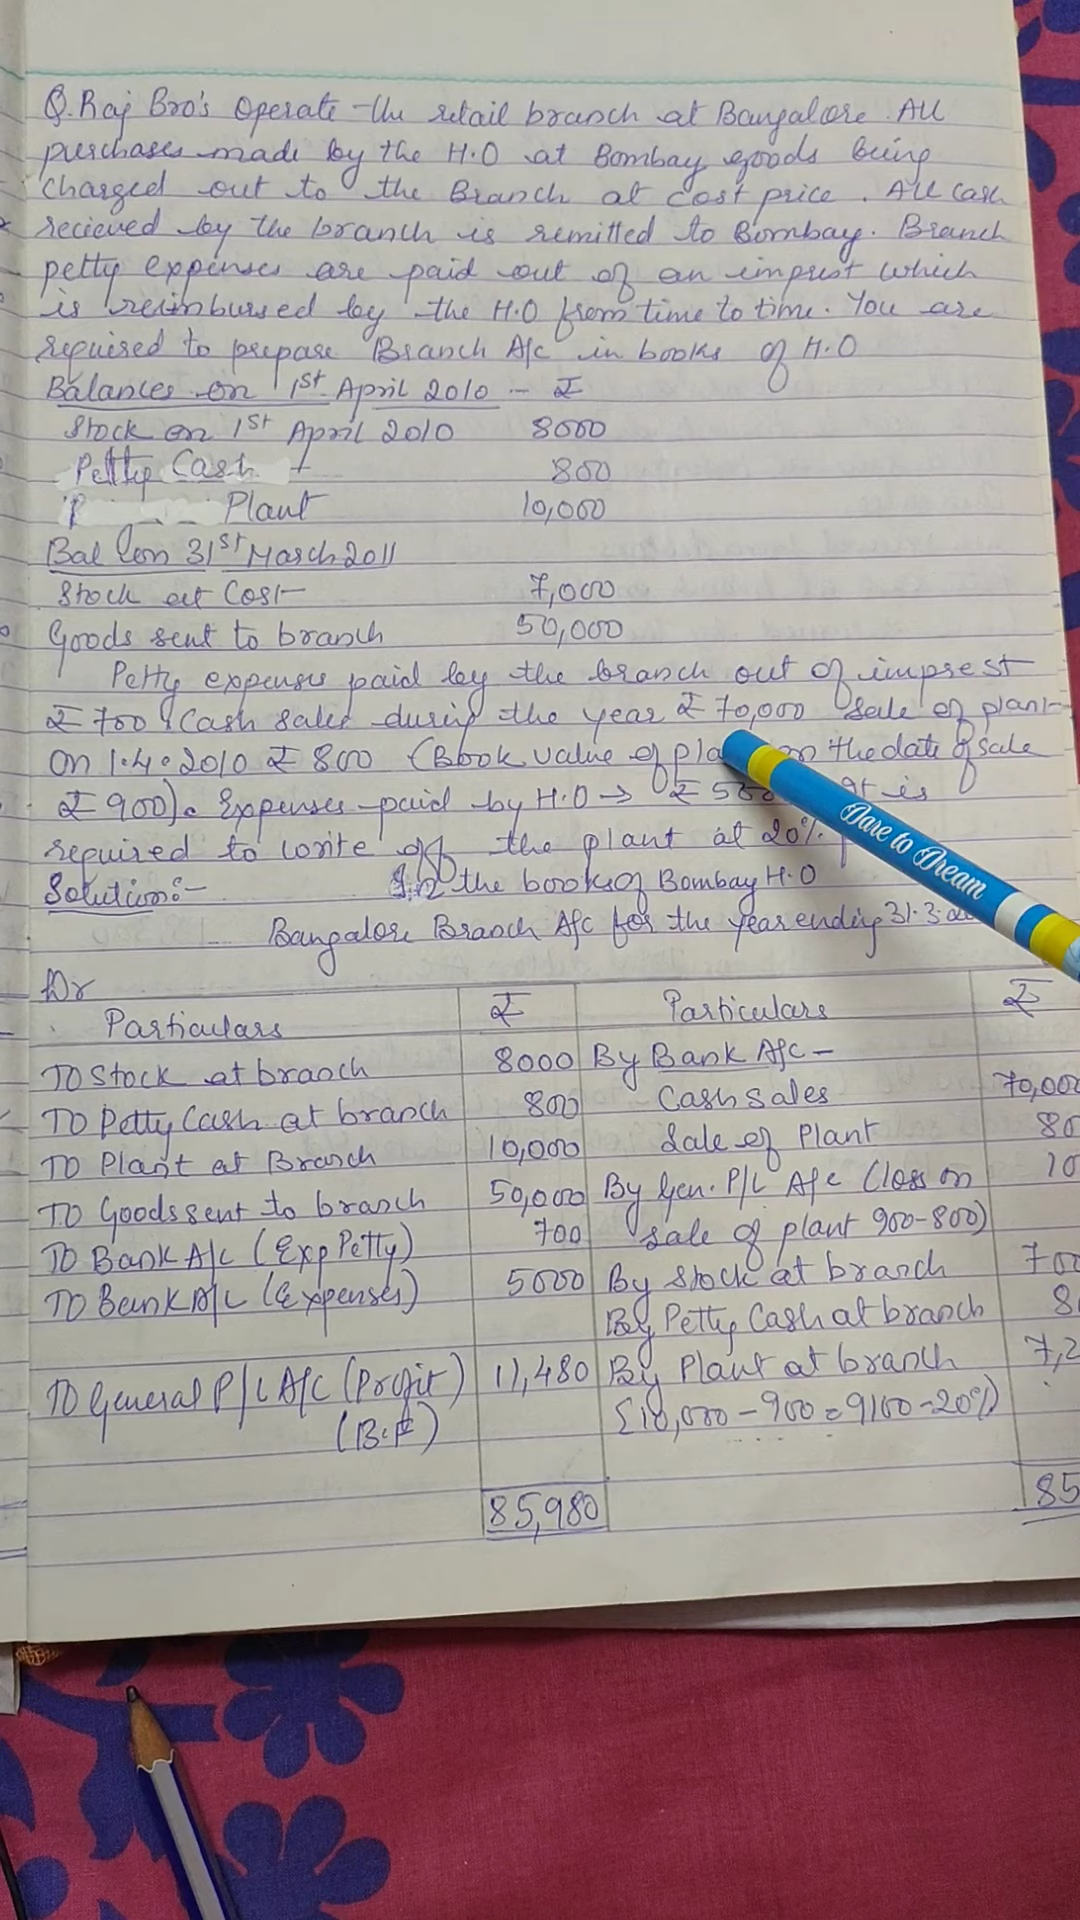 Q. Raj Bro's Operate the retail branch at Bangalore. All
purchases made by the H.O at Bombay goods being
charged out to the Branch at cost price. All cash
recieved by the branch is remitted to Bombay. Branch
petty expenses are paid out of an imprest which
is reimbursed by the H.O from time to time. You are
required to prepare Branch A/c in books of H.O
Balances on 1st April 2010 - ₹
Stock on 1st April 2010 8000
Petty Cash 800
Plant 10,000
Bal on 31st March 2011
Stock at Cost 7,000
Goods sent to branch 50,000
Petty expenses paid by the branch out of imprest
₹ 700 & Cash sales during the year ₹ 70,000 Sale of plant
on 1.4.2010 ₹ 800 (Book value of on the date of sale
₹ 900). Expenses paid by H.O → ₹ It is
required to write off the plant at 20%
Solution:- In the books of Bombay H.O
Bangalore Branch A/c for the year ending 31.3.
Dr
Particulars ₹ Particulars ₹
To Stock at branch 8000 By Bank A/c -
To Petty Cash at branch 800 Cash sales 70,000
To Plant at Branch 10,000 Sale of Plant 80
To Goods sent to branch 50,000 By Gen. P/L A/c (loss on 10
To Bank A/c (Exp Petty) 700 sale of plant 900-800)
To Bank A/c (Expenses) 5000 By Stock at branch 700
By Petty Cash at branch 8
To General P/L A/c (Profit) 11,480 By Plant at branch 7,2
(B.F) {10,000 - 900 = 9100 - 20%)
85,980 85
Dare to Dream